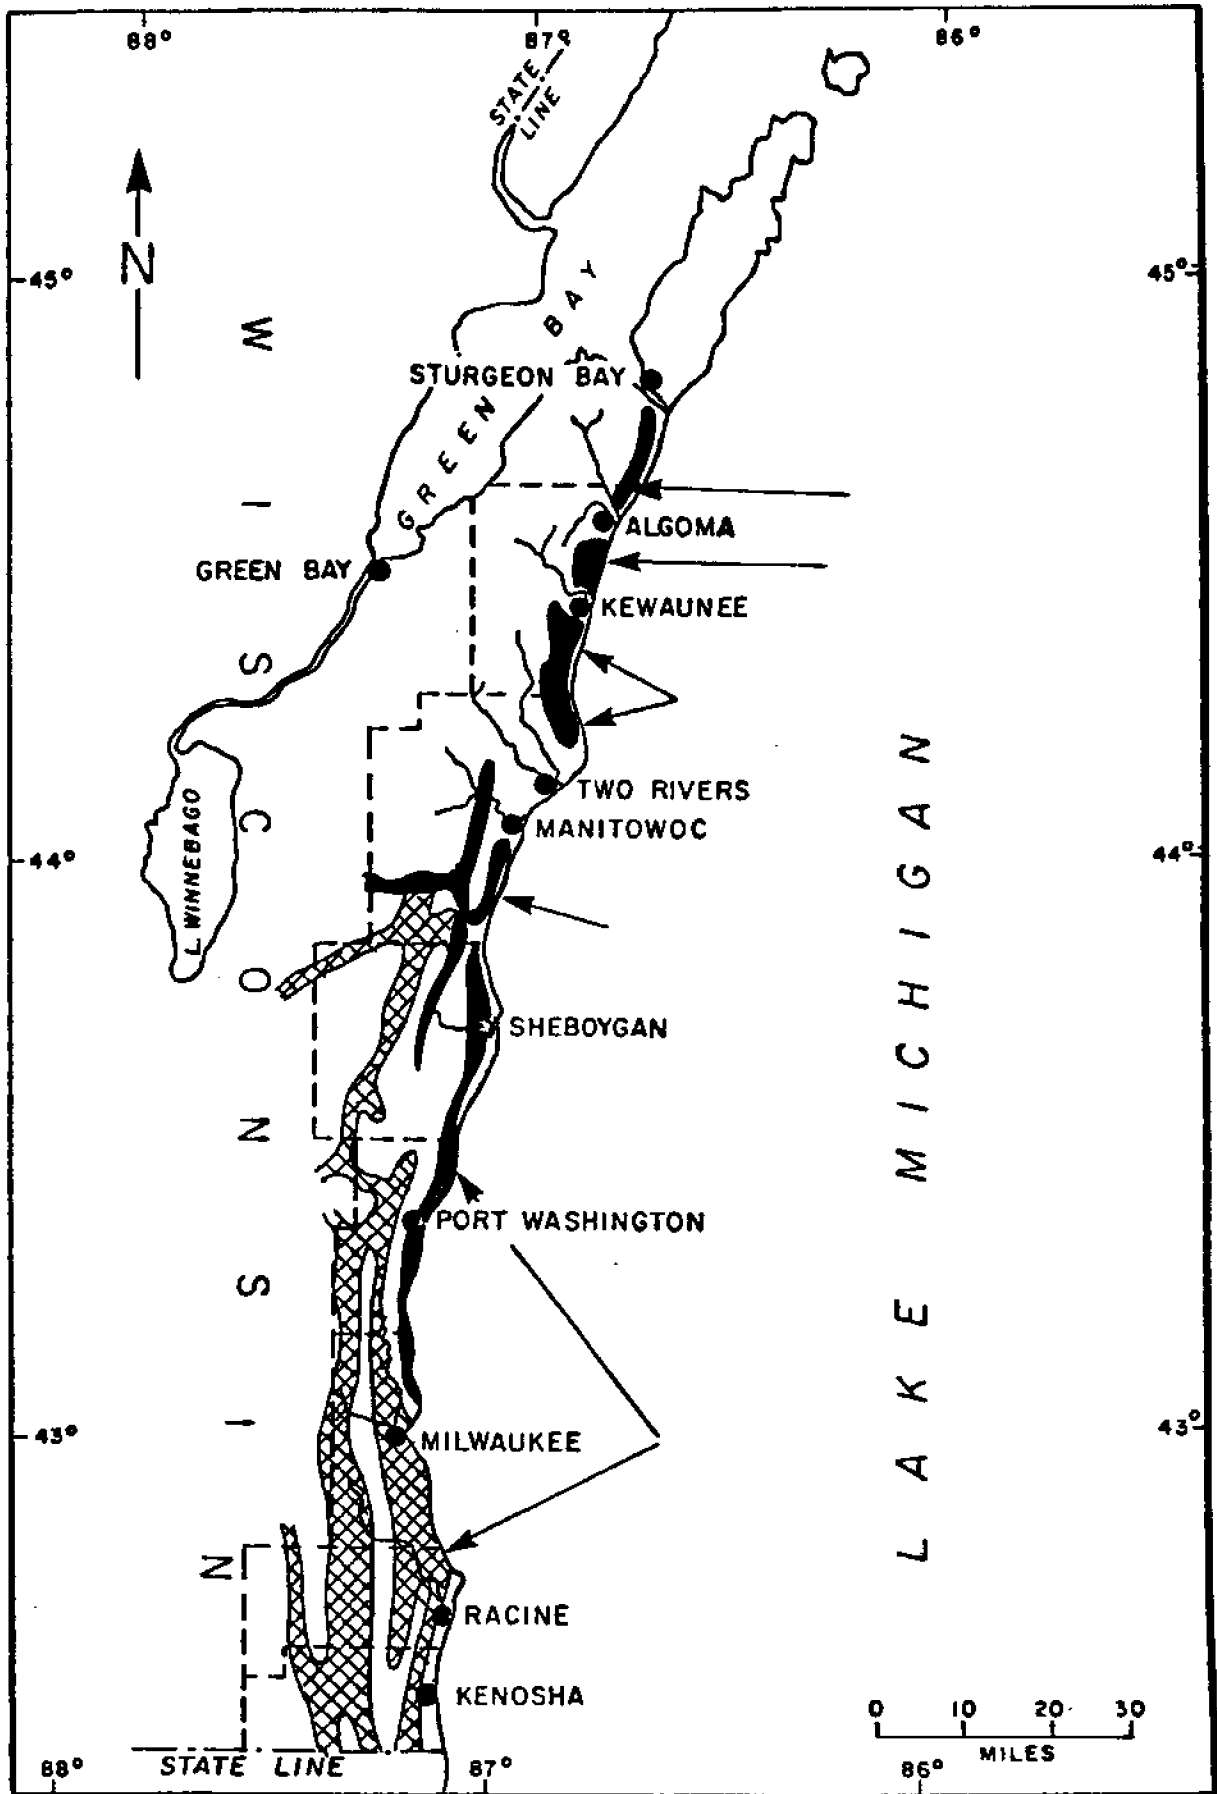 88° 87° 86°
STATE
LINE
N
45° 45°
GREEN BAY
STURGEON BAY
ALGOMA
GREEN BAY
KEWAUNEE
TWO RIVERS
MANITOWOC
L. WINNEBAGO
44° 44°
SHEBOYGAN
PORT WASHINGTON
43° 43°
MILWAUKEE
RACINE
KENOSHA
WISCONSIN
LAKE MICHIGAN
0 10 20 30
MILES
STATE LINE
88° 87° 86°